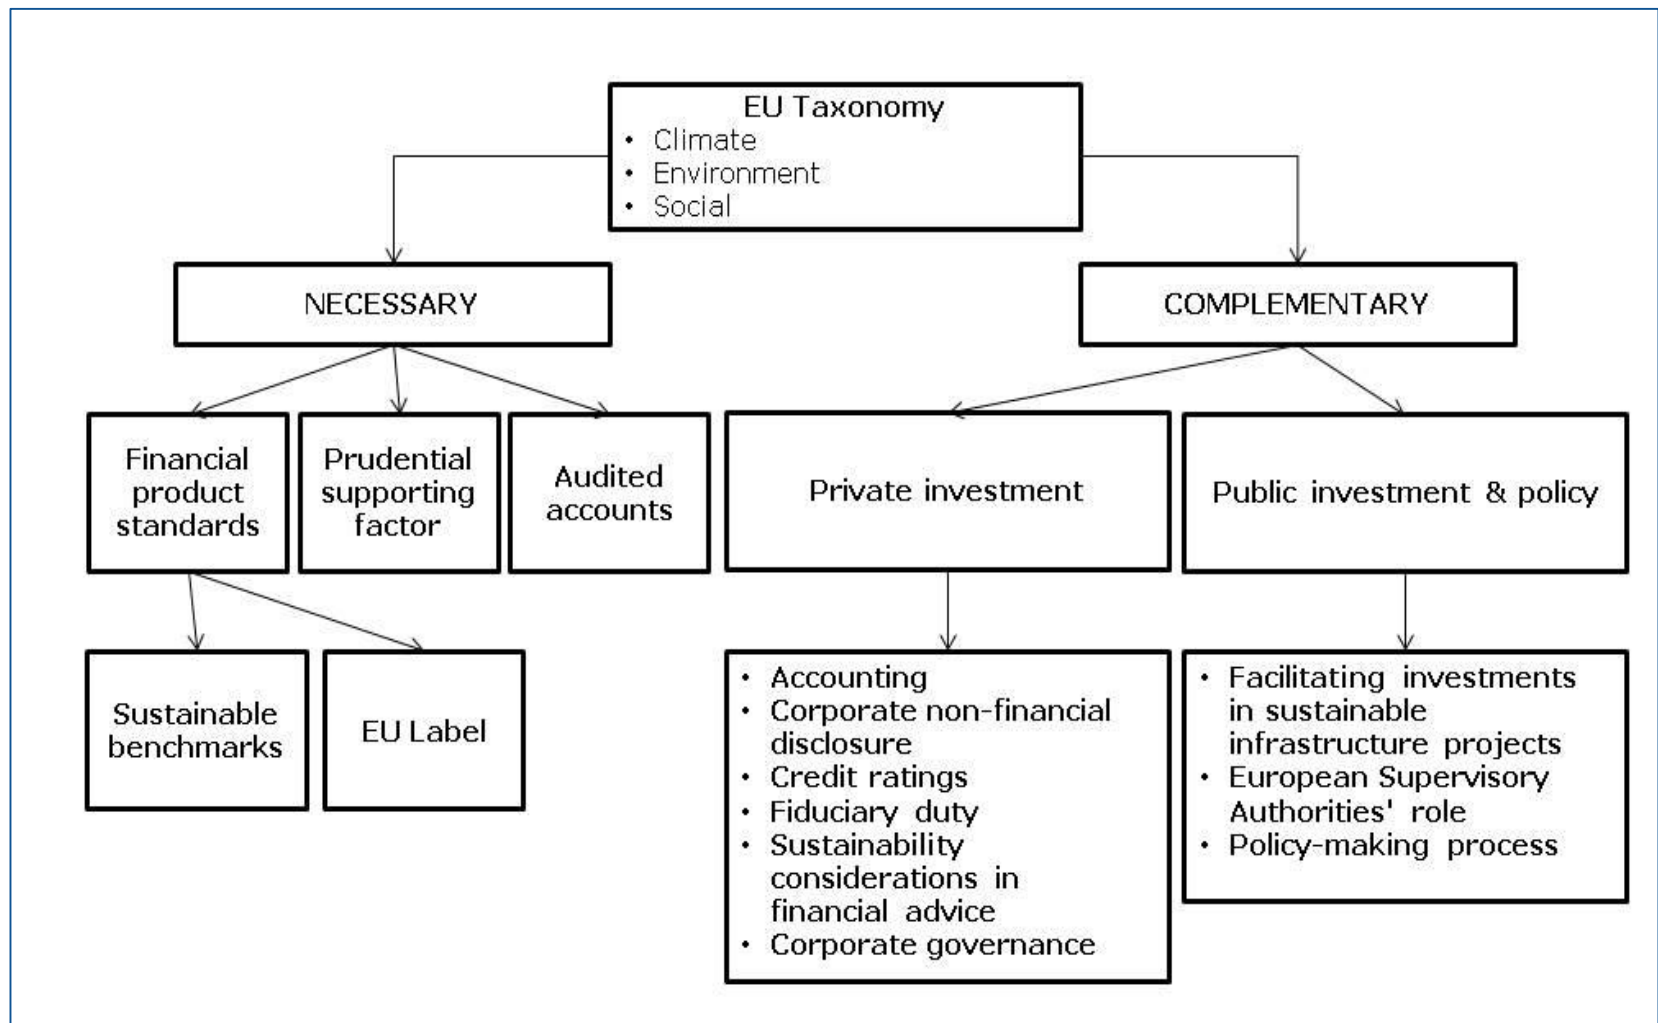 EU Taxonomy
• Climate
• Environment
• Social
NECESSARY
COMPLEMENTARY
Financial
product
standards
Prudential
supporting
factor
Audited
accounts
Private investment
Public investment & policy
Sustainable
benchmarks
EU Label
• Accounting
• Corporate non-financial
disclosure
• Credit ratings
• Fiduciary duty
• Sustainability
considerations in
financial advice
• Corporate governance
• Facilitating investments
in sustainable
infrastructure projects
• European Supervisory
Authorities' role
• Policy-making process